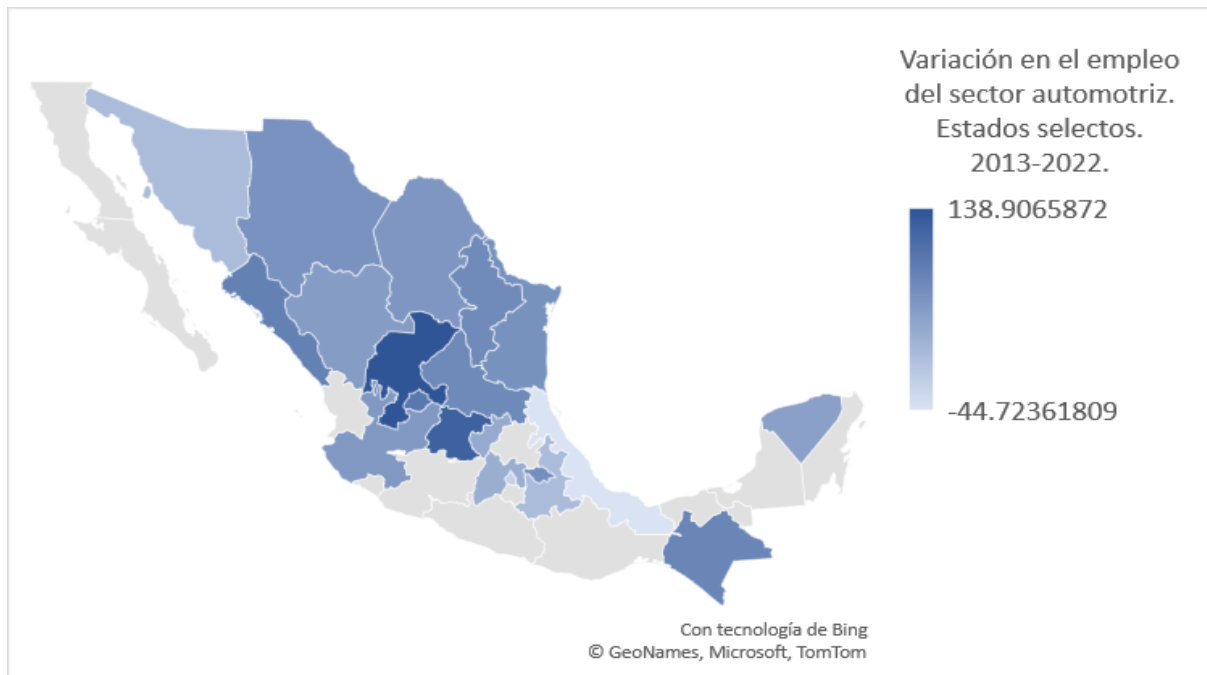 Variación en el empleo
del sector automotriz.
Estados selectos.
2013-2022.
138.9065872
-44.72361809
Con tecnología de Bing
© GeoNames, Microsoft, TomTom